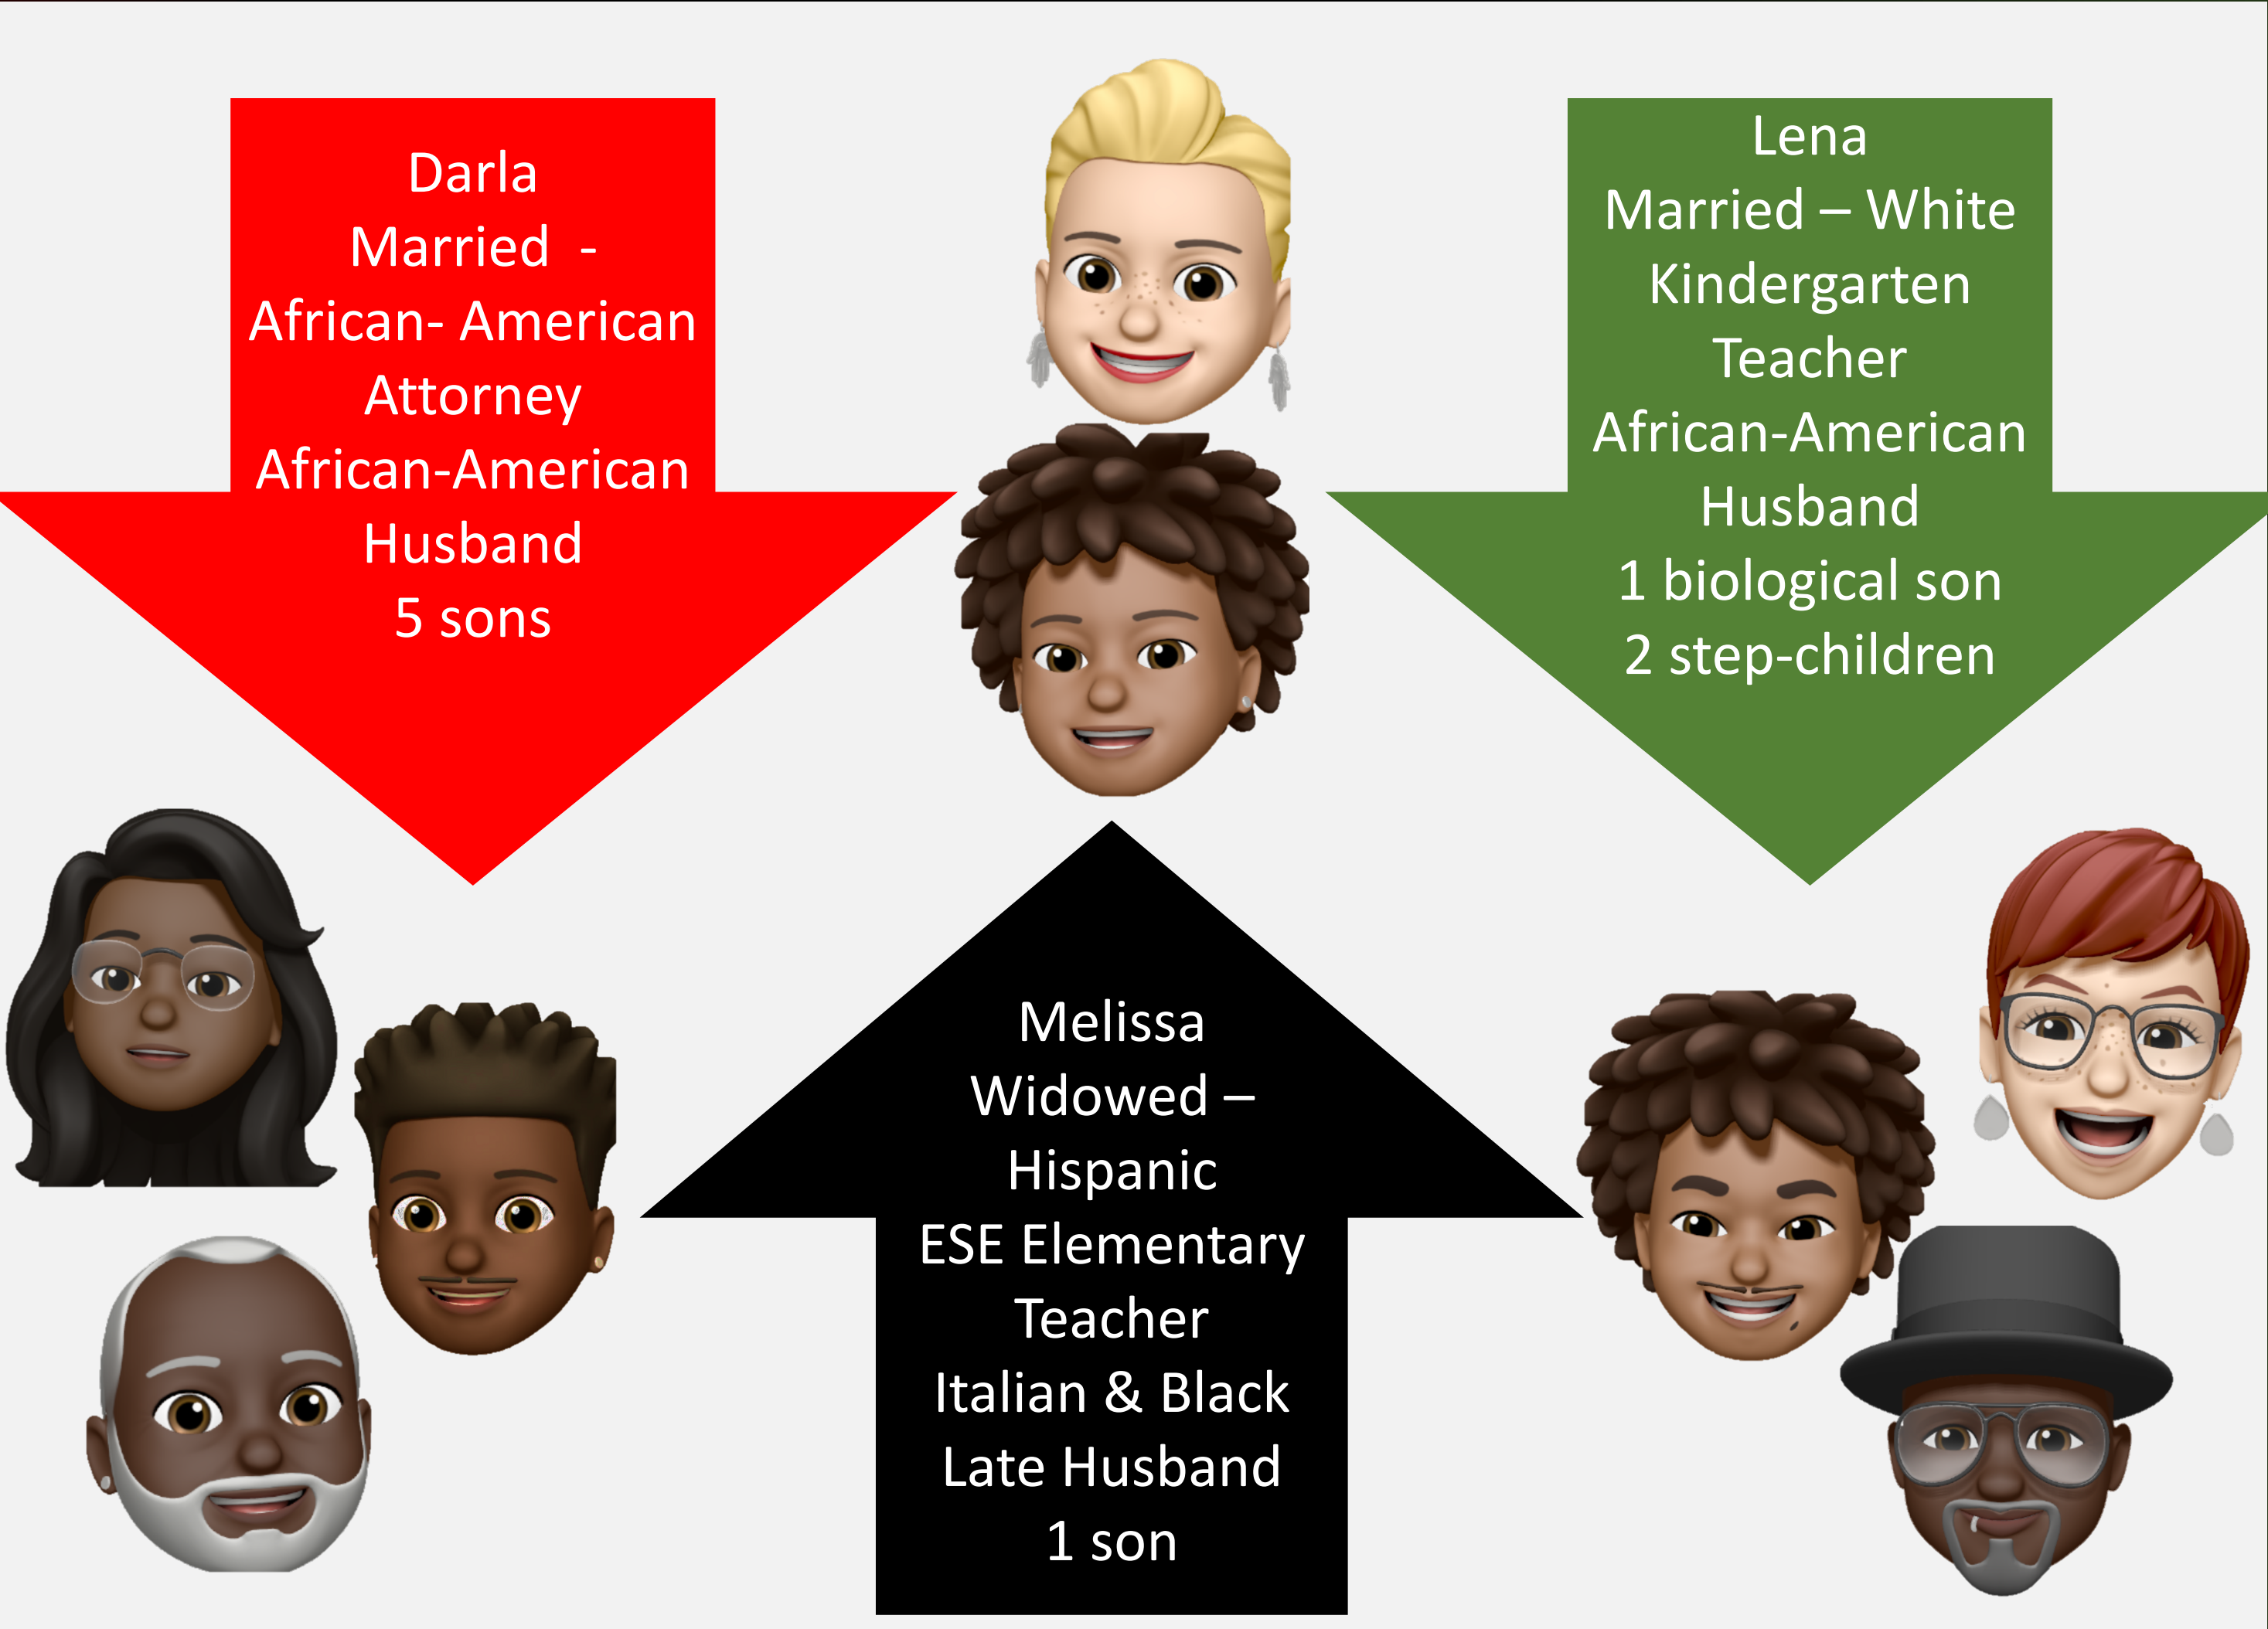 Darla
Married  -
African- American
Attorney
African-American
Husband
5 sons
Lena
Married – White
Kindergarten
Teacher
African-American
Husband
1 biological son
2 step-children
Melissa
Widowed –
Hispanic
ESE Elementary
Teacher
Italian & Black
Late Husband
1 son